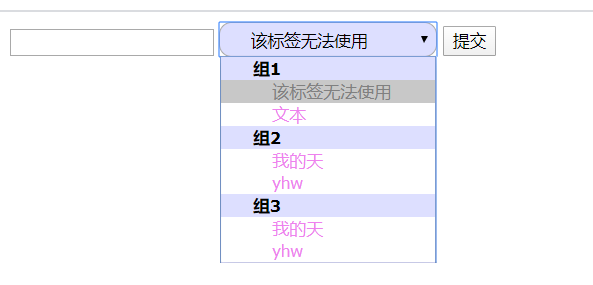 该标签无法使用 提交
组1
该标签无法使用
文本
组2
我的天
yhw
组3
我的天
yhw